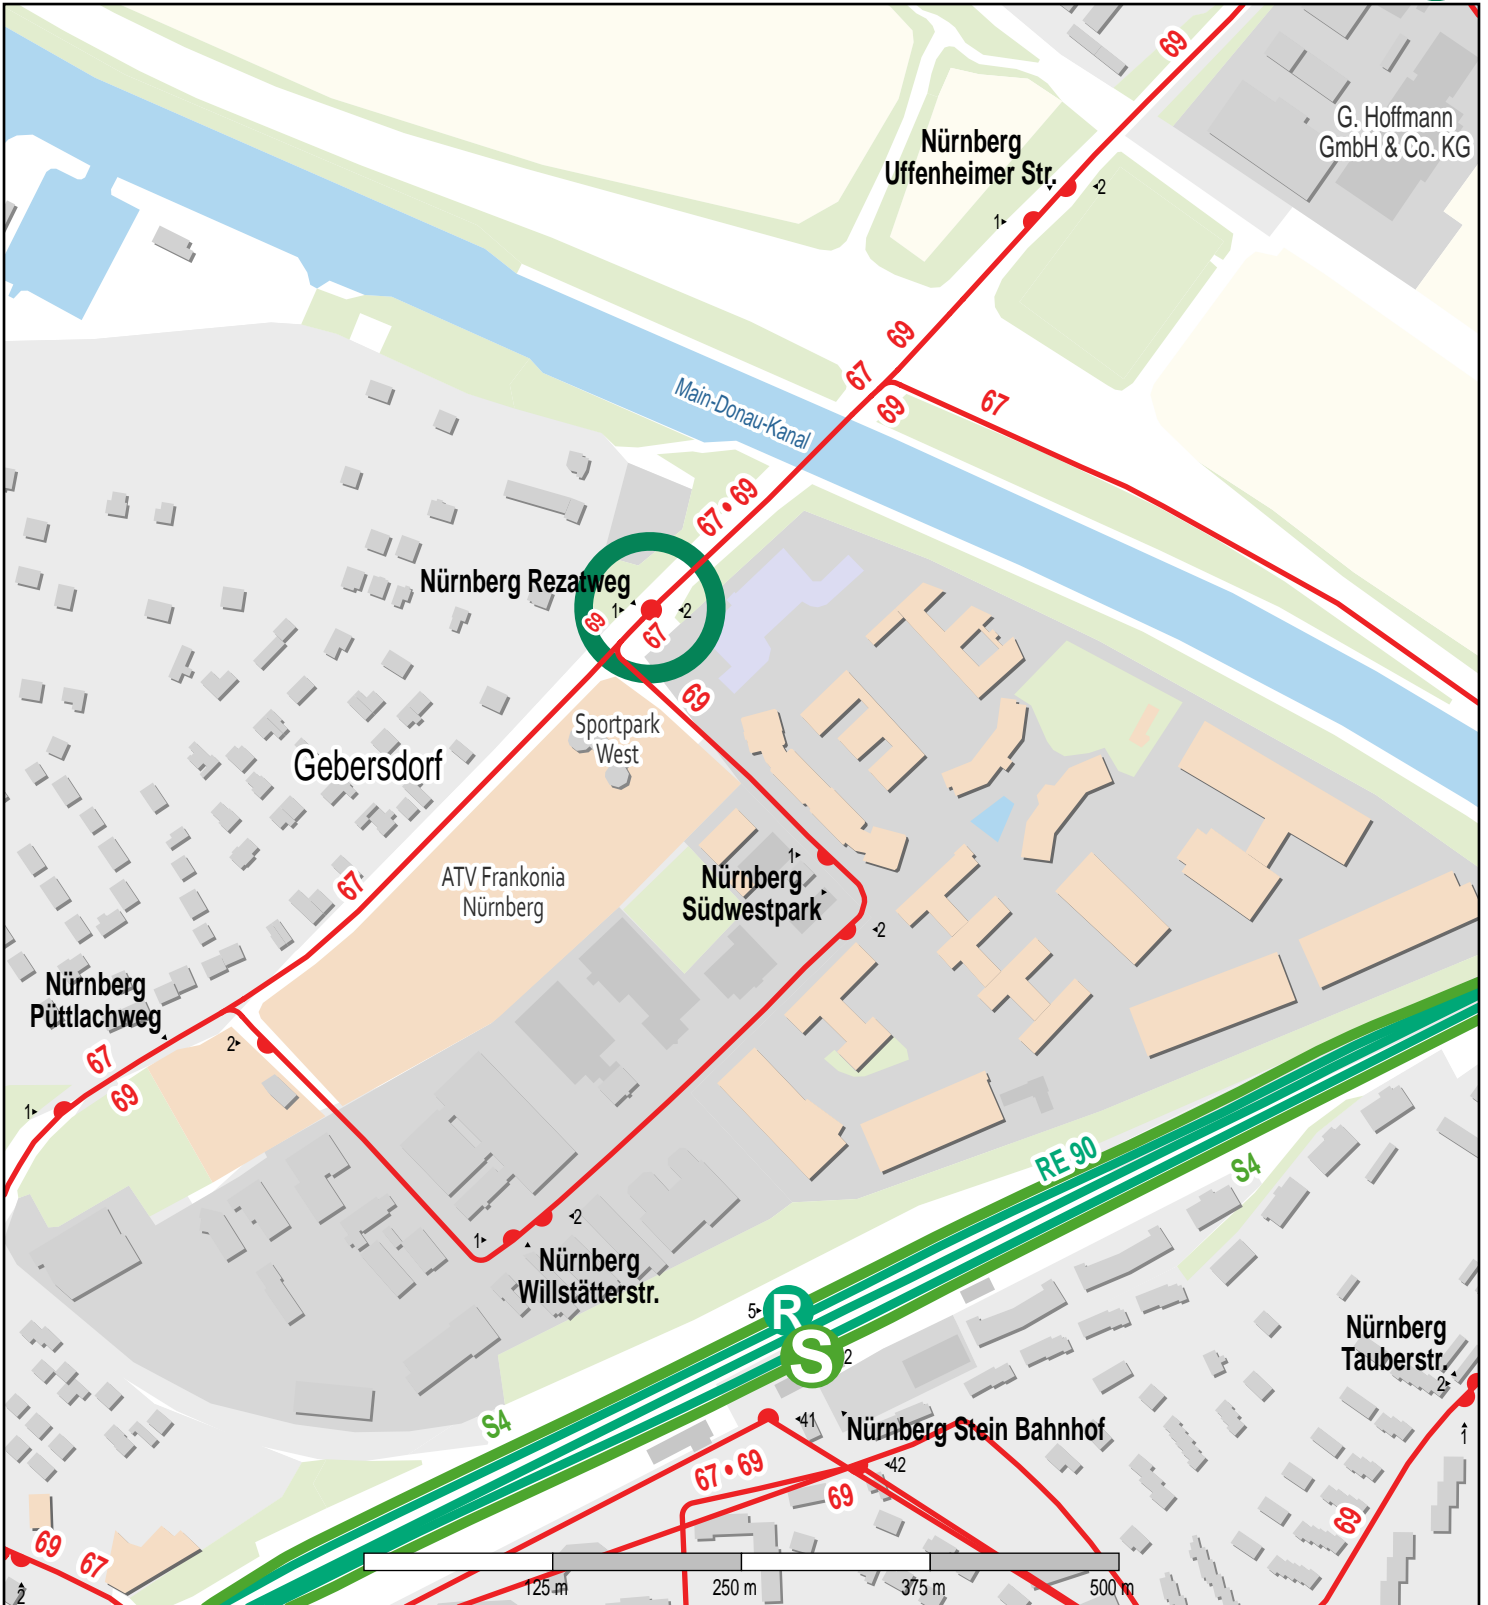 69
G. Hoffmann
GmbH & Co. KG
Nürnberg
Uffenheimer Str.
2
1
69
67
69
67
Main-Donau-Kanal
67 • 69
Nürnberg Rezatweg
1
2
69
67
69
Sportpark
West
Gebersdorf
67
ATV Frankonia
Nürnberg
1
Nürnberg
Südwestpark
2
Nürnberg
Püttlachweg
2
67
69
1
RE 90
S4
2
1
Nürnberg
Willstätterstr.
5
R
S
2
Nürnberg
Tauberstr.
2
1
S4
41
Nürnberg Stein Bahnhof
42
67 • 69
69
69
69
67
2
125 m
250 m
375 m
500 m